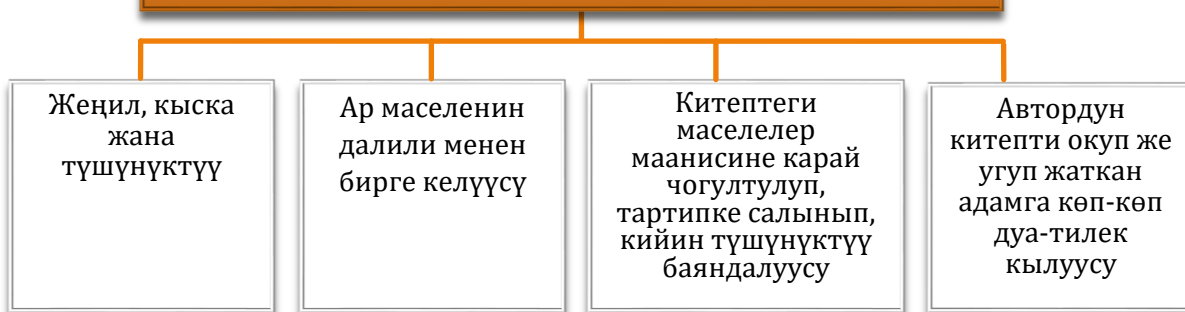 Жеңил, кыска
жана
түшүнүктүү
Ар маселенин
далили менен
бирге келүүсү
Китептеги
маселелер
маанисине карай
чогултулуп,
тартипке салынып,
кийин түшүнүктүү
баяндалуусу
Автордун
китепти окуп же
угуп жаткан
адамга көп-көп
дуа-тилек
кылуусу